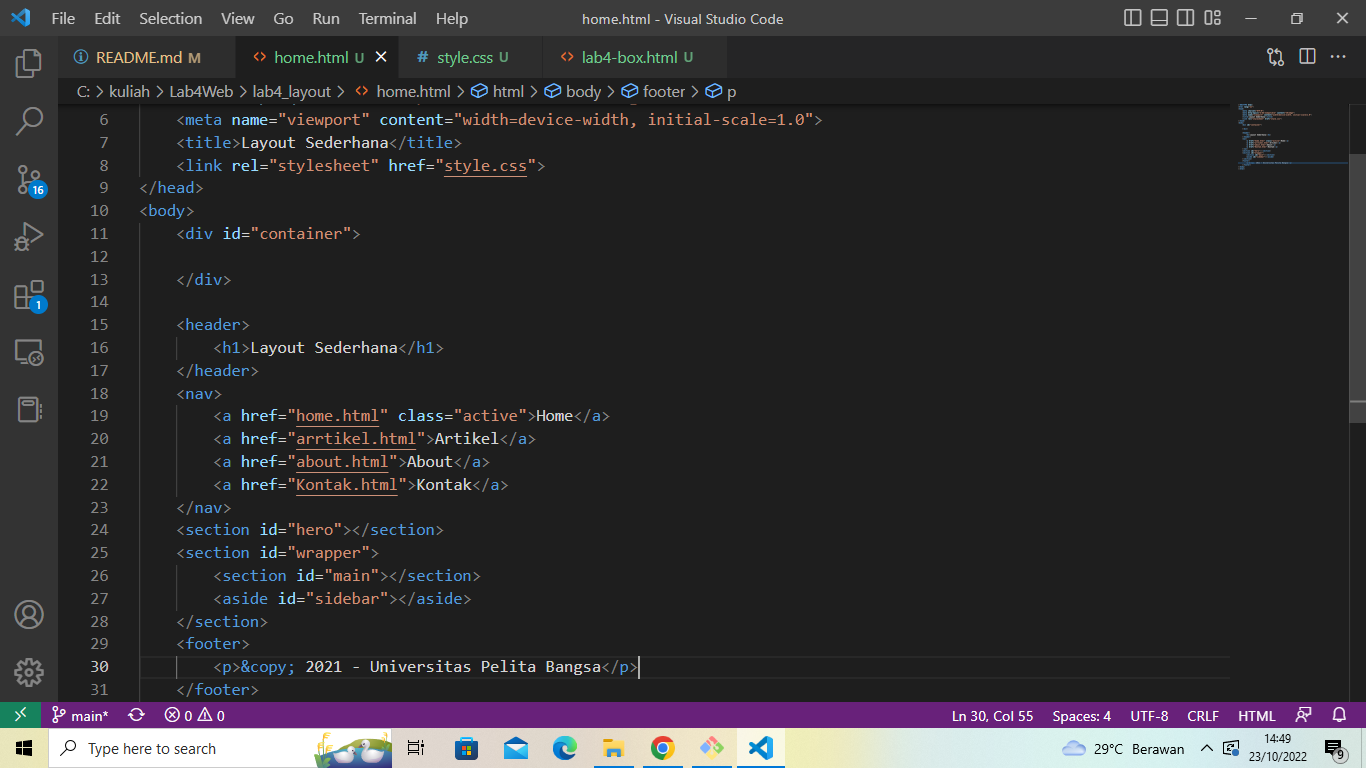 File Edit Selection View Go Run Terminal Help home.html - Visual Studio Code
README.md M home.html U style.css U lab4-box.html U
C: > kuliah > Lab4Web > lab4_layout > home.html > html > body > footer > p
6 <meta name="viewport" content="width=device-width, initial-scale=1.0">
7 <title>Layout Sederhana</title>
8 <link rel="stylesheet" href="style.css">
9 </head>
10 <body>
11 <div id="container">
12
13 </div>
14
15 <header>
16 <h1>Layout Sederhana</h1>
17 </header>
18 <nav>
19 <a href="home.html" class="active">Home</a>
20 <a href="arrtikel.html">Artikel</a>
21 <a href="about.html">About</a>
22 <a href="Kontak.html">Kontak</a>
23 </nav>
24 <section id="hero"></section>
25 <section id="wrapper">
26 <section id="main"></section>
27 <aside id="sidebar"></aside>
28 </section>
29 <footer>
30 <p>&copy; 2021 - Universitas Pelita Bangsa</p>
31 </footer>
16
1
main* 0 0 Ln 30, Col 55 Spaces: 4 UTF-8 CRLF HTML
Type here to search 29°C Berawan 14:49
23/10/2022 9